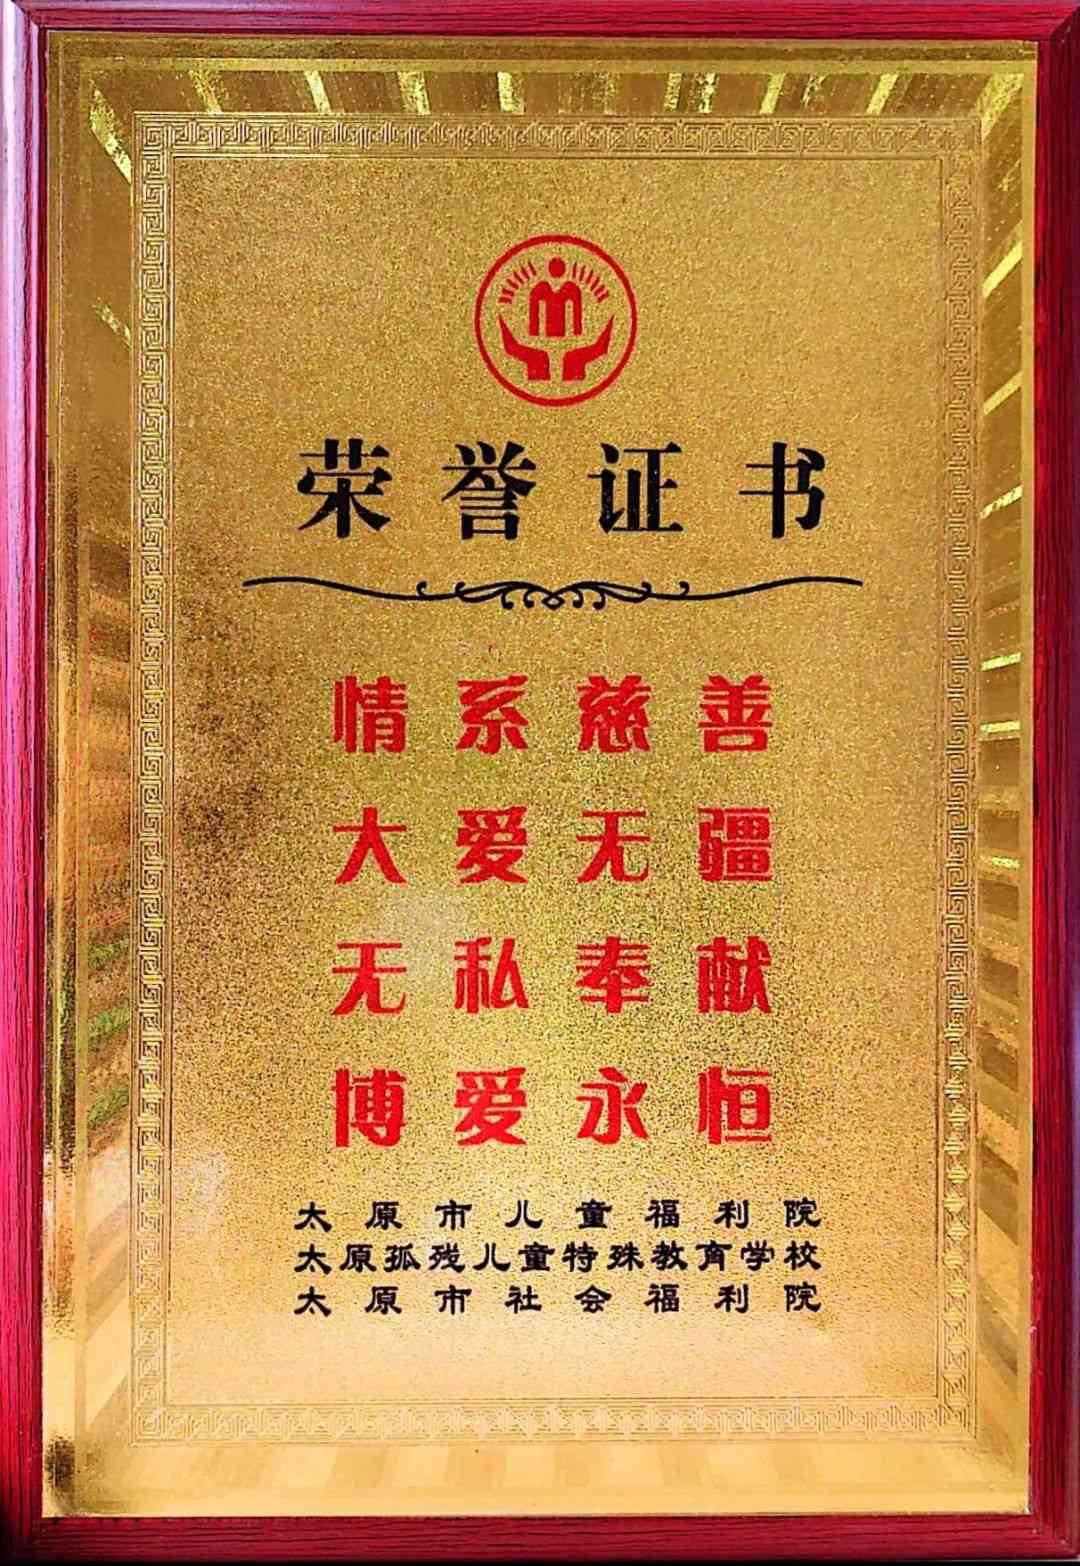 荣誉证书
情系慈善
大爱无疆
无私奉献
博爱永恒
太原市儿童福利院
太原孤残儿童特殊教育学校
太原市社会福利院